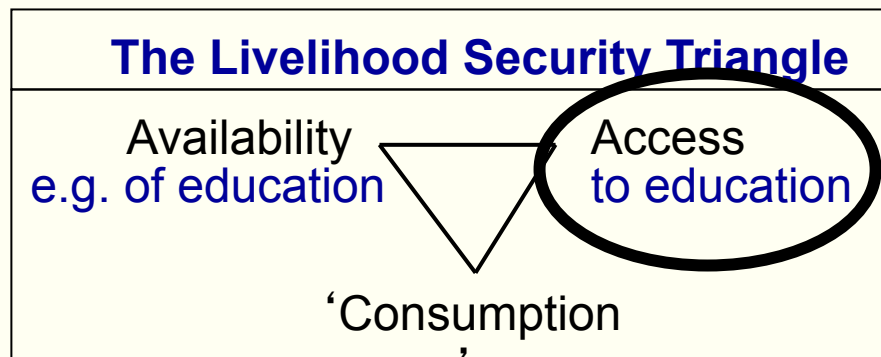 The Livelihood Security Triangle
Availability Access
e.g. of education to education
‘Consumption
’